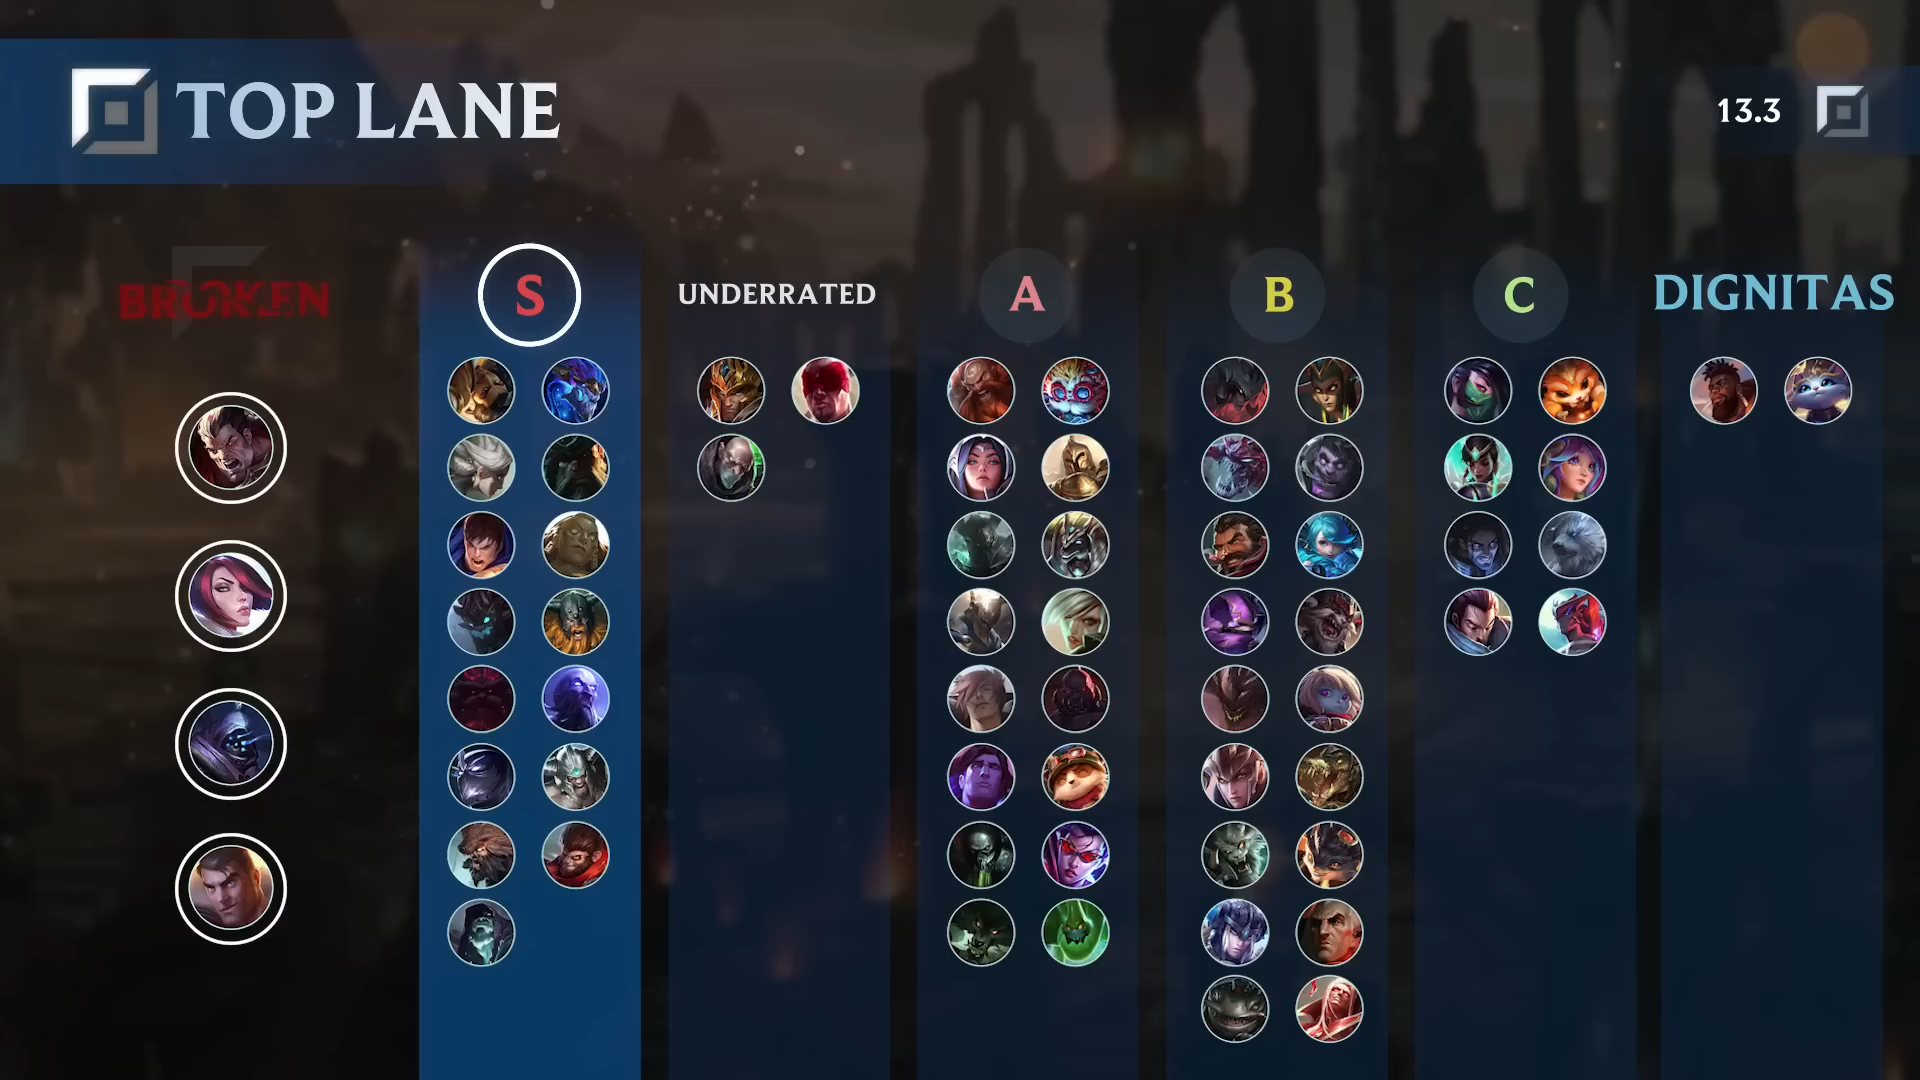 TOP LANE
13.3
BROKEN
S
UNDERRATED
A
B
C
DIGNITAS